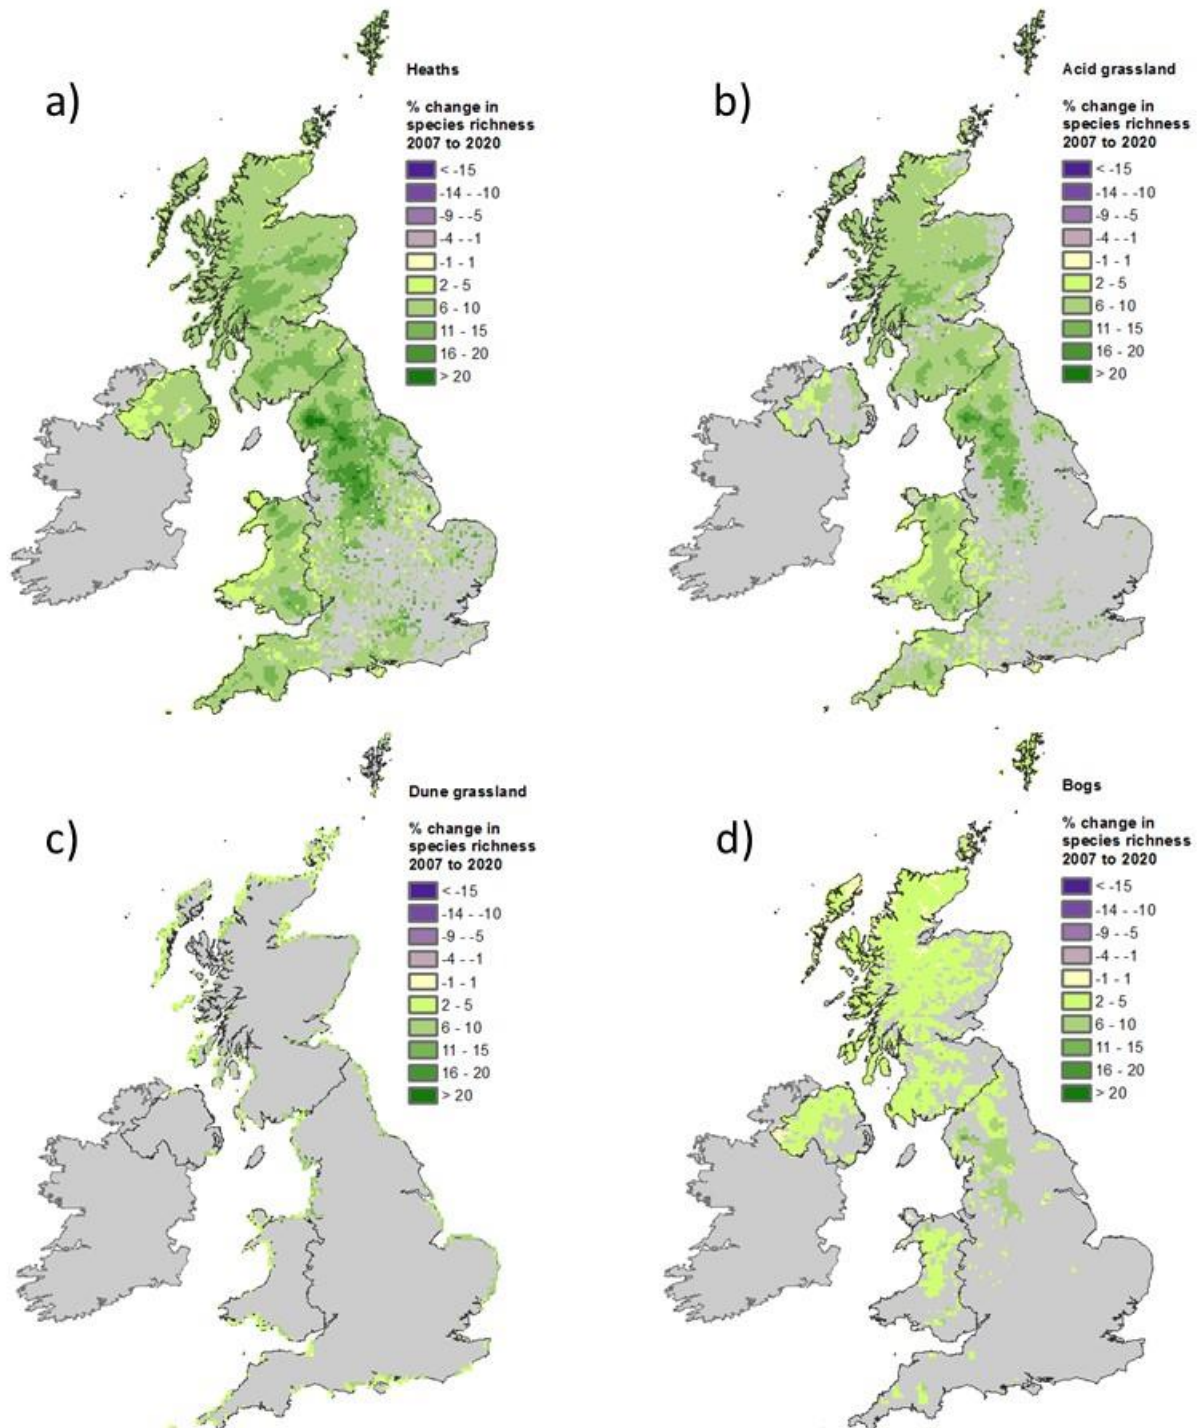 a)
Heaths
% change in
species richness
2007 to 2020
< -15
-14 - -10
-9 - -5
-4 - -1
-1 - 1
2 - 5
6 - 10
11 - 15
16 - 20
> 20
b)
Acid grassland
% change in
species richness
2007 to 2020
< -15
-14 - -10
-9 - -5
-4 - -1
-1 - 1
2 - 5
6 - 10
11 - 15
16 - 20
> 20
c)
Dune grassland
% change in
species richness
2007 to 2020
< -15
-14 - -10
-9 - -5
-4 - -1
-1 - 1
2 - 5
6 - 10
11 - 15
16 - 20
> 20
d)
Bogs
% change in
species richness
2007 to 2020
< -15
-14 - -10
-9 - -5
-4 - -1
-1 - 1
2 - 5
6 - 10
11 - 15
16 - 20
> 20